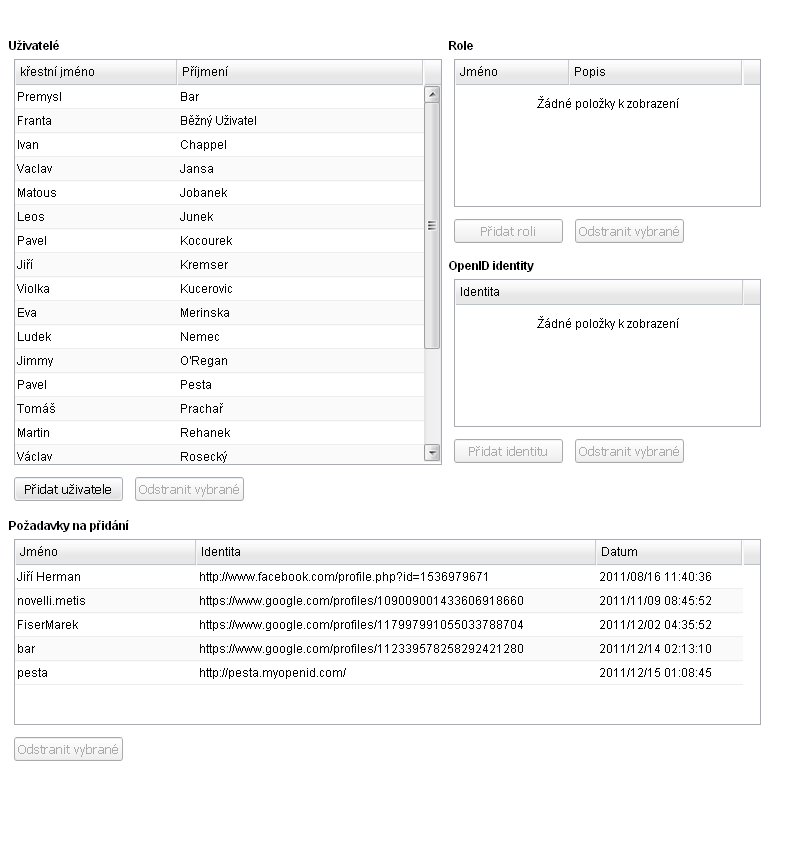 Uživatelé
křestní jméno Příjmení
Premysl Bar
Franta Běžný Uživatel
Ivan Chappel
Vaclav Jansa
Matous Jobanek
Leos Junek
Pavel Kocourek
Jiří Kremser
Violka Kucerovic
Eva Merinska
Ludek Nemec
Jimmy O'Regan
Pavel Pesta
Tomáš Prachař
Martin Rehanek
Václav Rosecký
Přidat uživatele Odstranit vybrané
Role
Jméno Popis
Žádné položky k zobrazení
Přidat roli Odstranit vybrané
OpenID identity
Identita
Žádné položky k zobrazení
Přidat identitu Odstranit vybrané
Požadavky na přidání
Jméno Identita Datum
Jiří Herman http://www.facebook.com/profile.php?id=1536979671 2011/08/16 11:40:36
novelli.metis https://www.google.com/profiles/109009001433606918660 2011/11/09 08:45:52
FiserMarek https://www.google.com/profiles/117997991055033788704 2011/12/02 04:35:52
bar https://www.google.com/profiles/112339578258292421280 2011/12/14 02:13:10
pesta http://pesta.myopenid.com/ 2011/12/15 01:08:45
Odstranit vybrané